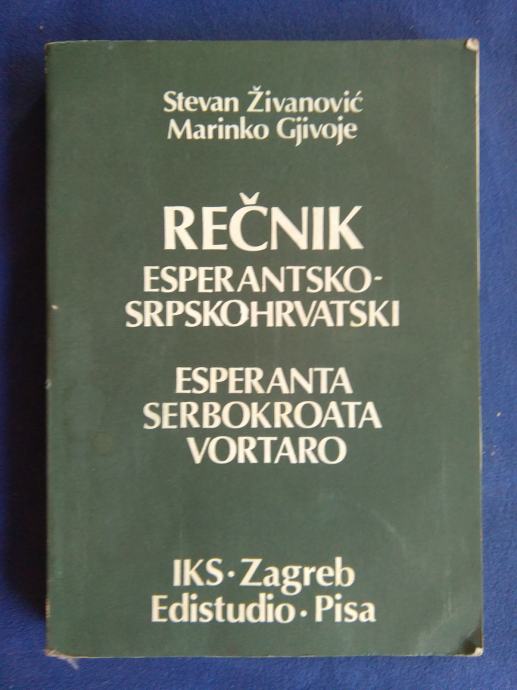 Stevan Živanović
Marinko Gjivoje
REČNIK
ESPERANTSKO-
SRPSKOHRVATSKI
ESPERANTA
SERBOKROATA
VORTARO
IKS · Zagreb
Edistudio · Pisa